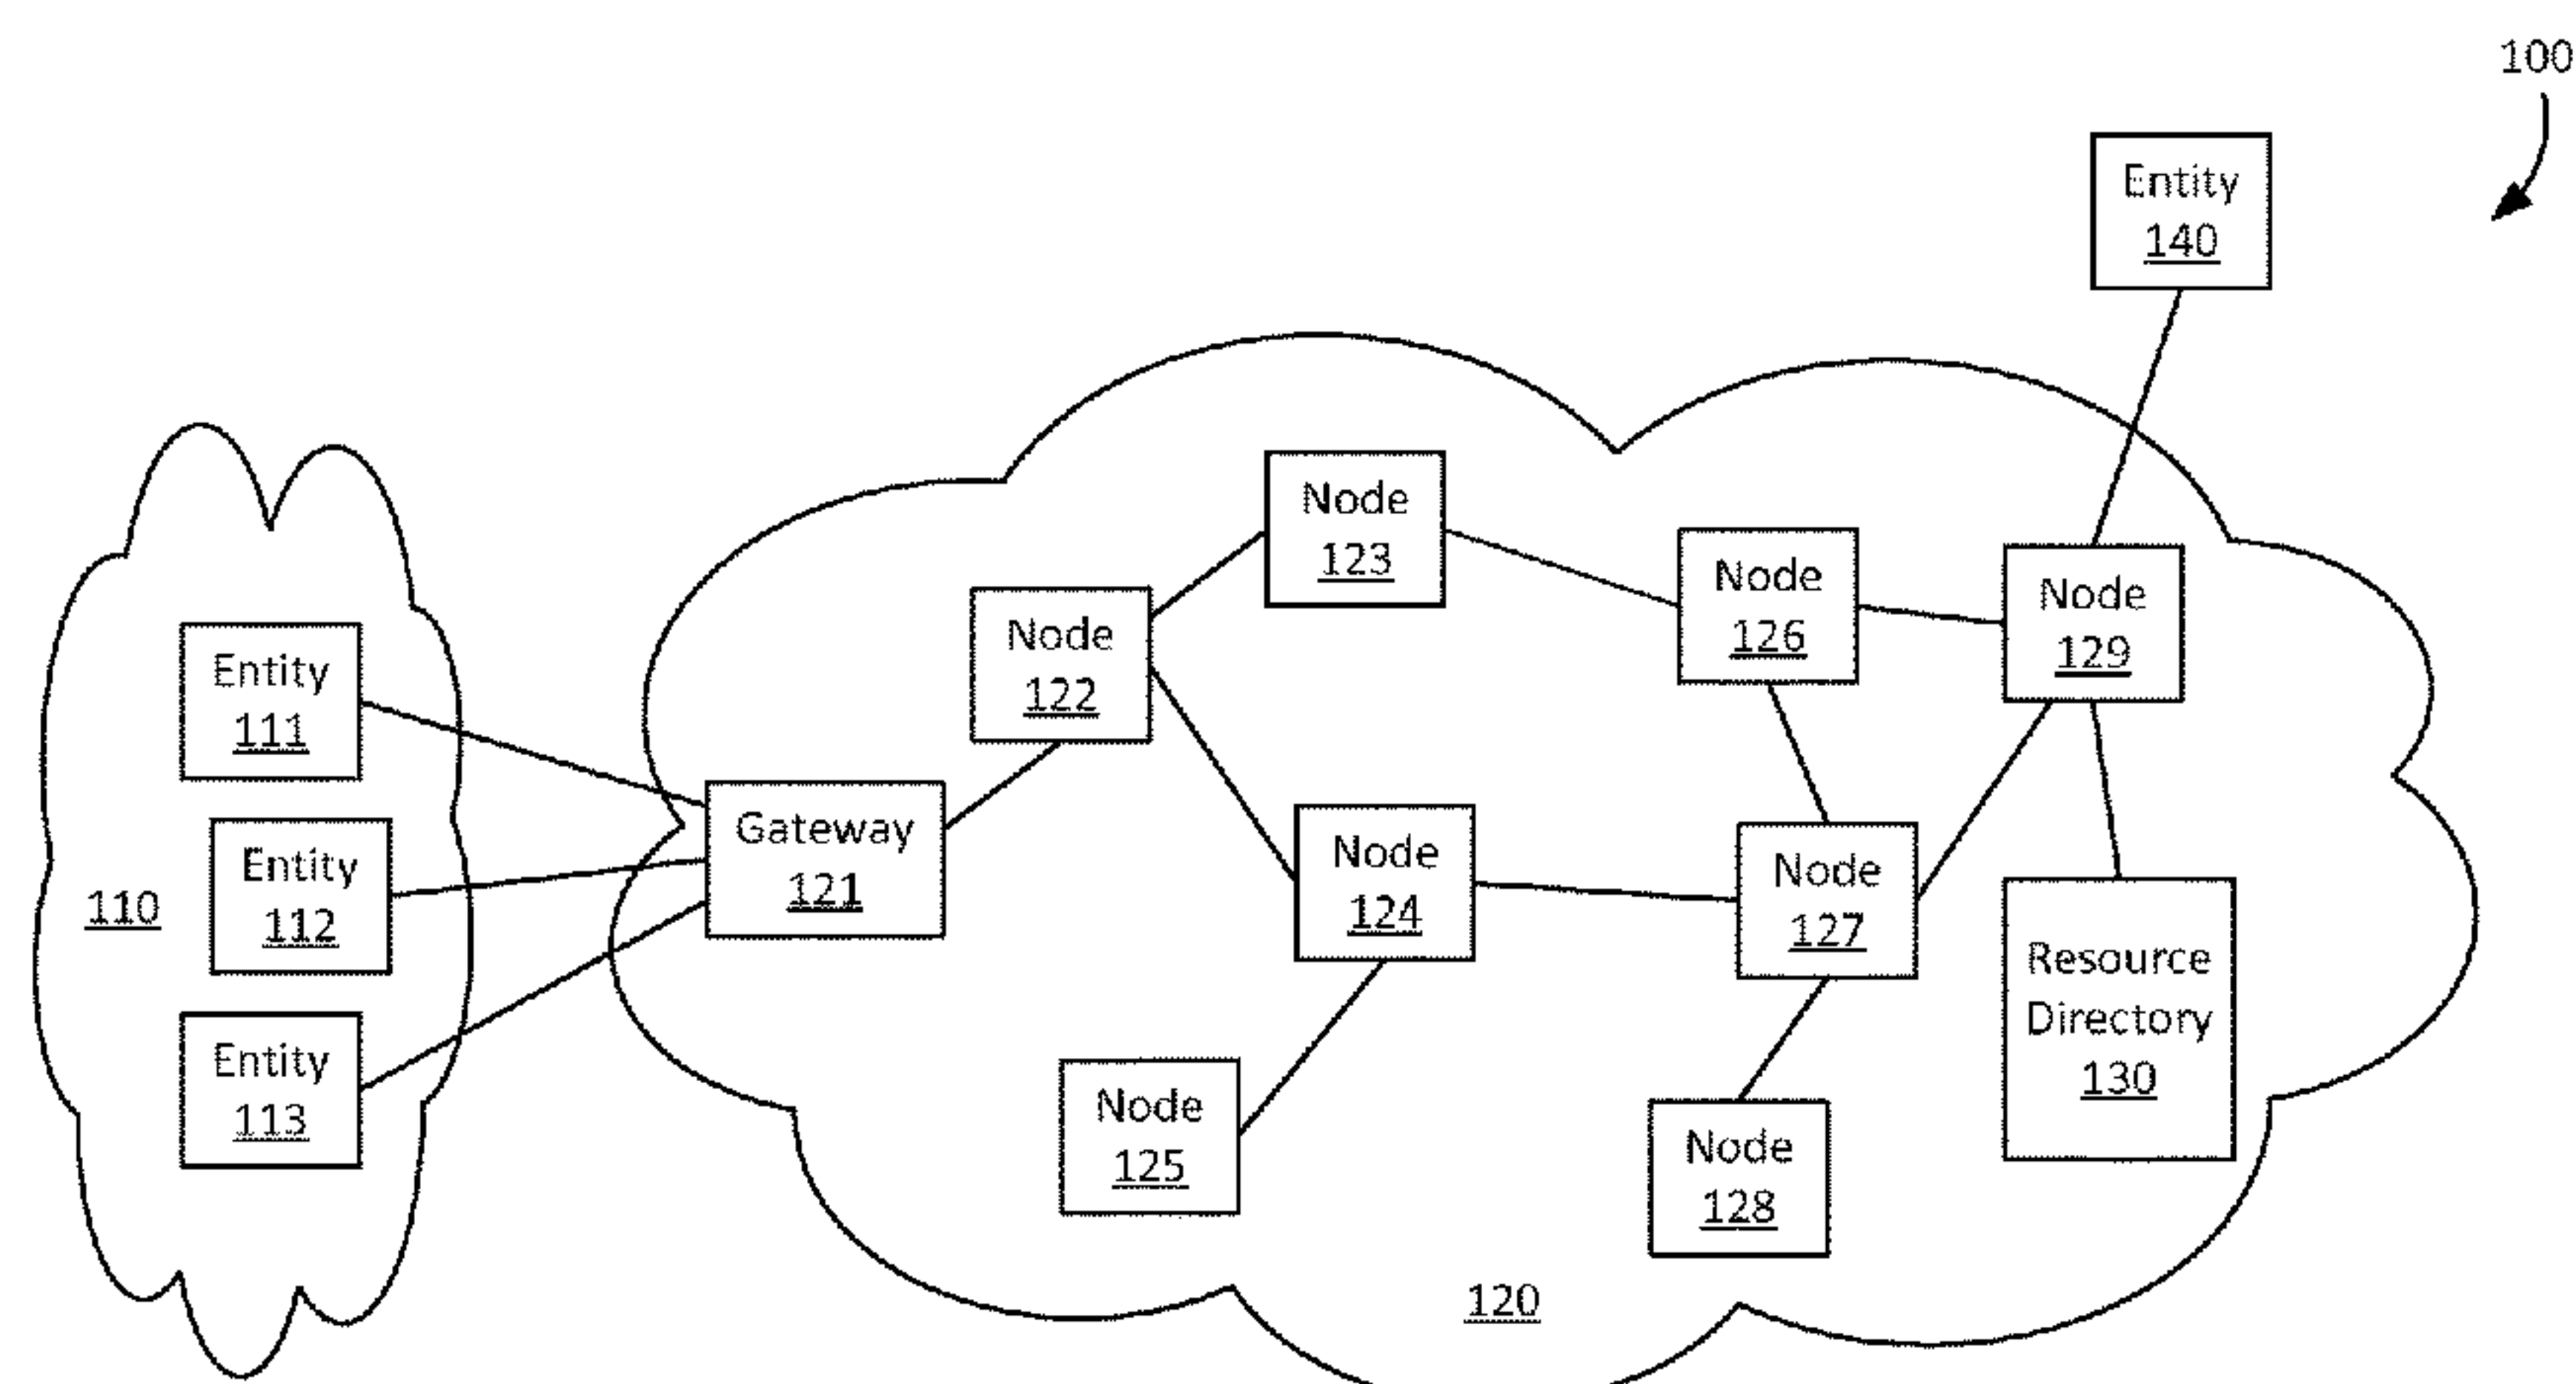 100
Entity
140
Node
123
Node
126
Node
129
Node
122
Entity
111
Gateway
121
Entity
112
110
Node
124
Node
127
Resource
Directory
130
Entity
113
Node
125
Node
128
120